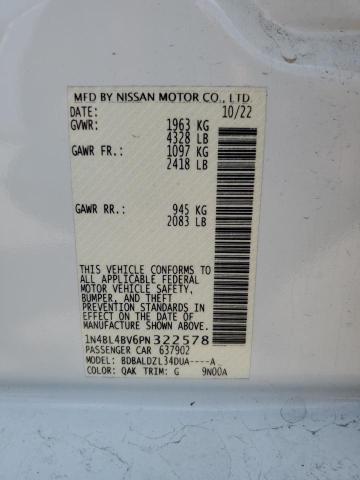 MFD BY NISSAN MOTOR CO., LTD
DATE: 10/22
GVWR: 1963 KG
4328 LB
GAWR FR: 1097 KG
2418 LB
GAWR RR: 945 KG
2083 LB
THIS VEHICLE CONFORMS TO
ALL APPLICABLE FEDERAL
MOTOR VEHICLE SAFETY,
BUMPER, AND THEFT
PREVENTION STANDARDS IN
EFFECT ON THE DATE OF
MANUFACTURE SHOWN ABOVE.
1N4BL4BV6PN322578
PASSENGER CAR 637902
MODEL: BDBALDZL34DUA----A
COLOR: QAK TRIM: G 9N00A